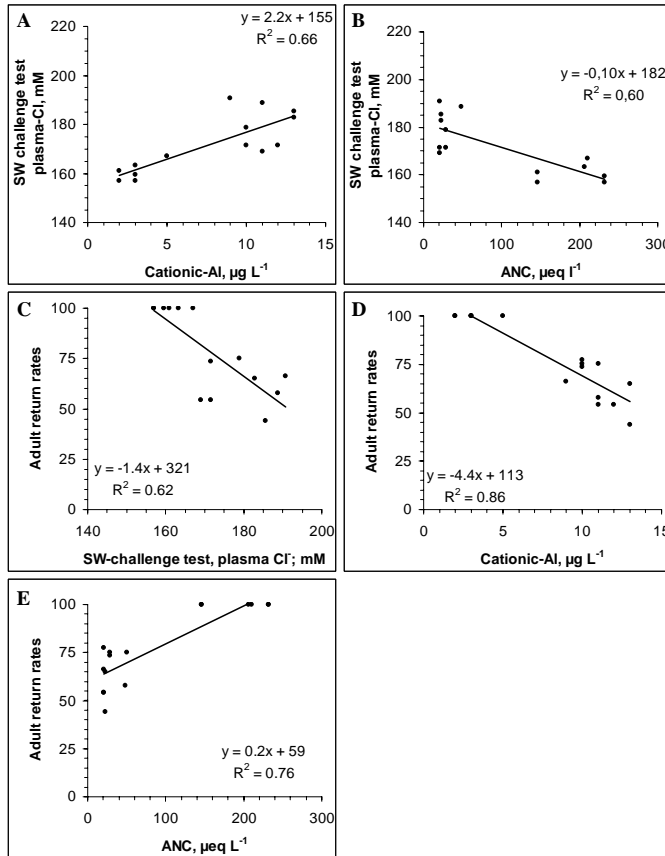 A
y = 2.2x + 155
R² = 0.66
SW challenge test
plasma-Cl, mM
220
200
180
160
140
0 5 10 15
Cationic-Al, µg L⁻¹
B
y = -0,10x + 182
R² = 0,60
SW challenge test
plasma-Cl, mM
220
200
180
160
140
0 100 200 300
ANC, µeq l⁻¹
C
Adult return rates
100
75
50
25
0
y = -1.4x + 321
R² = 0.62
140 160 180 200
SW-challenge test, plasma Cl⁻; mM
D
Adult return rates
100
75
50
25
0
y = -4.4x + 113
R² = 0.86
0 5 10 15
Cationic-Al, µg L⁻¹
E
Adult return rates
100
75
50
25
0
y = 0.2x + 59
R² = 0.76
0 100 200 300
ANC, µeq L⁻¹